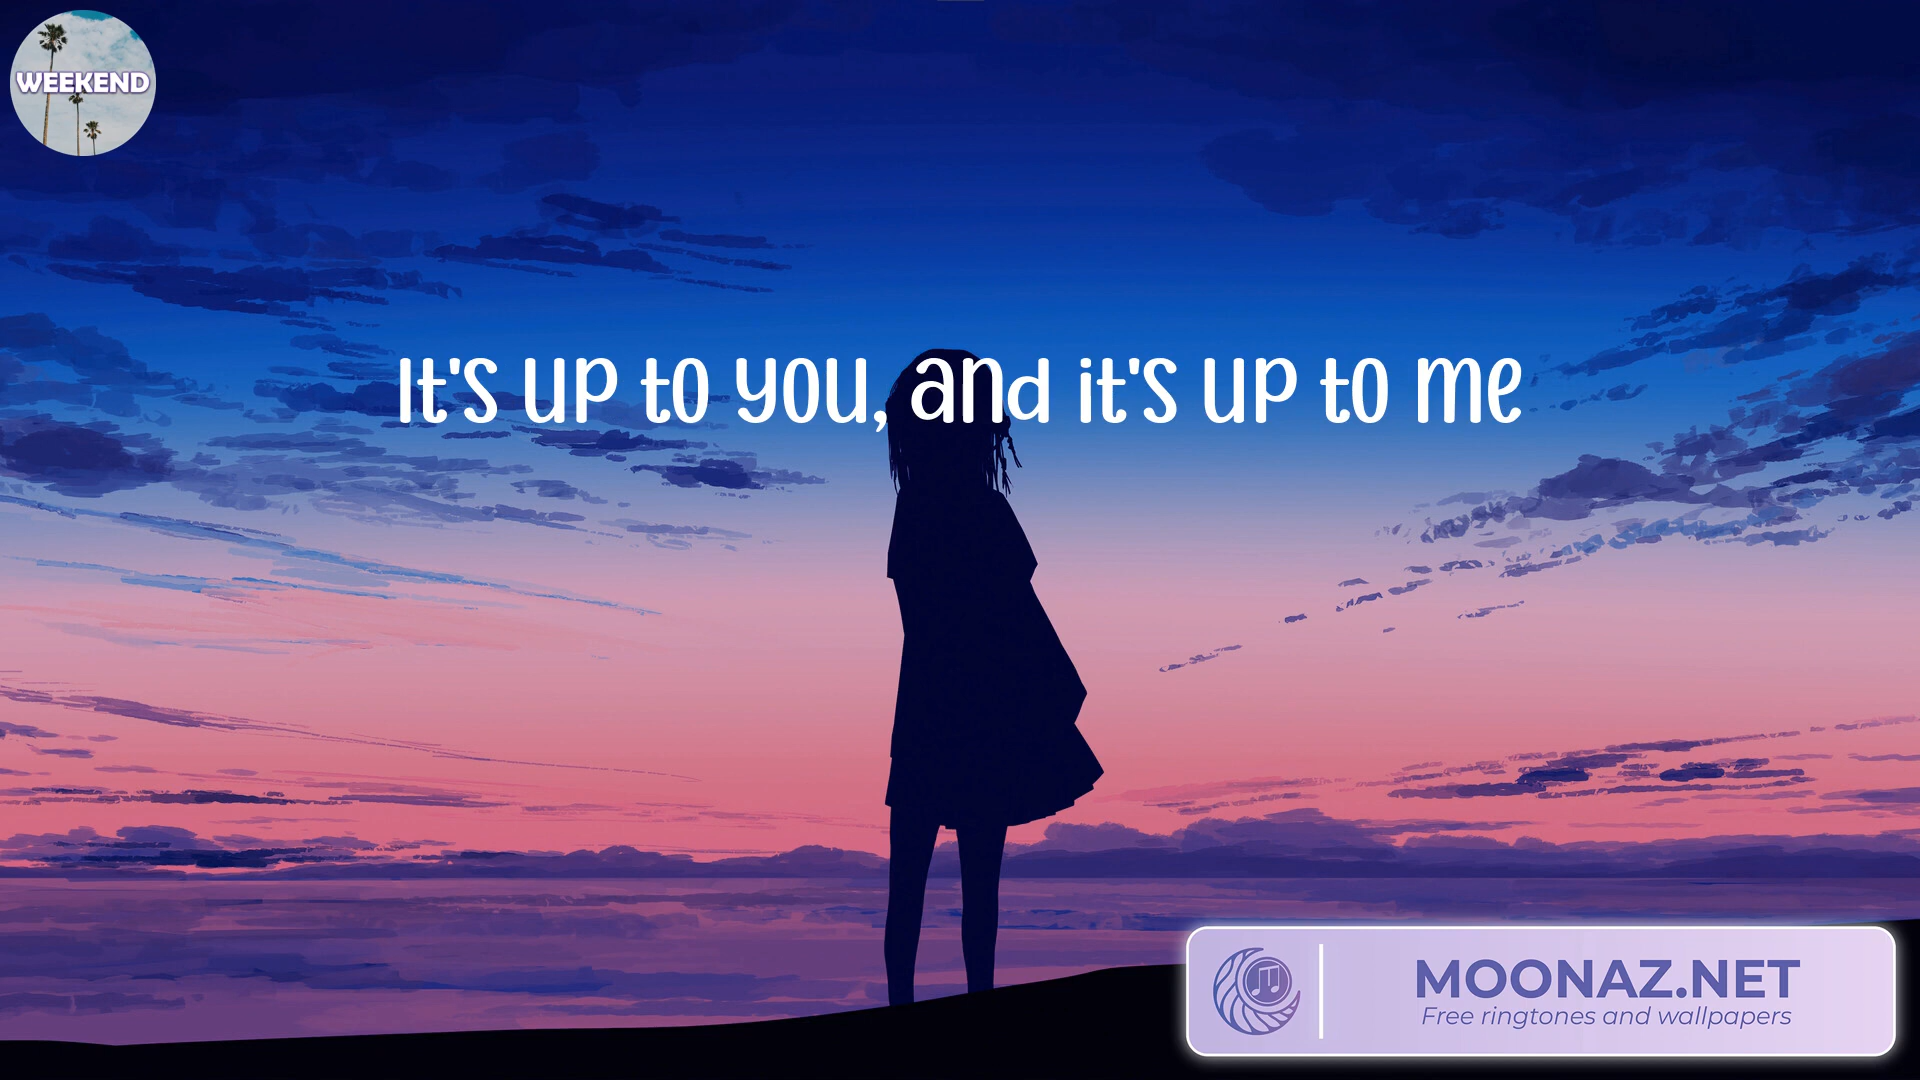 WEEKEND
It's up to you, and it's up to me
MOONAZ.NET
Free ringtones and wallpapers